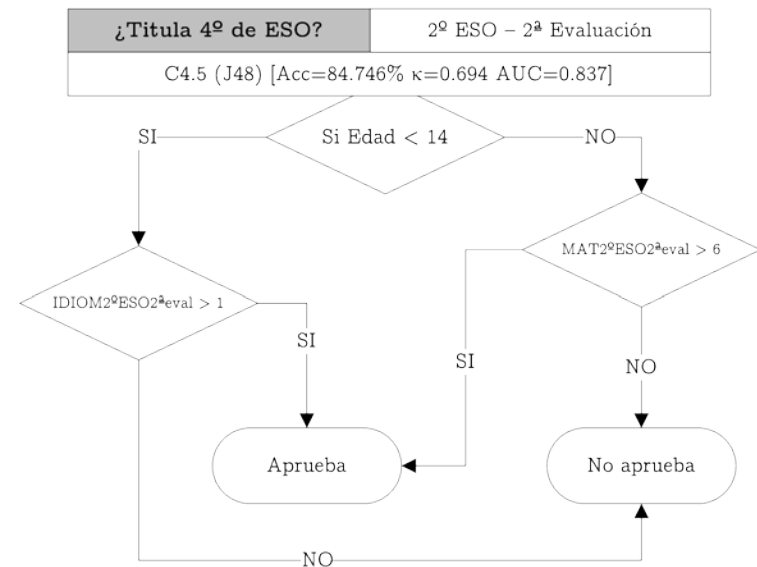 ¿Titula 4º de ESO?
2º ESO – 2ª Evaluación
C4.5 (J48) [Acc=84.746% κ=0.694 AUC=0.837]
SI
Si Edad < 14
NO
MAT2ºESO2ªeval > 6
IDIOM2ºESO2ªeval > 1
SI
SI
NO
Aprueba
No aprueba
NO